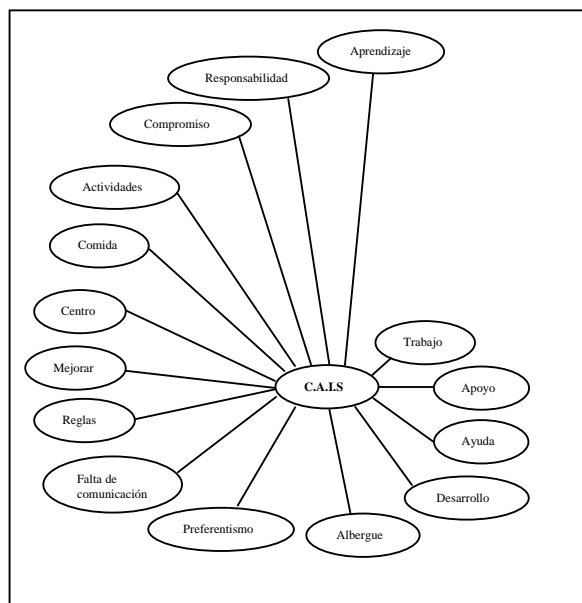 Aprendizaje
Responsabilidad
Compromiso
Actividades
Comida
Centro
Trabajo
Mejorar
C.A.I.S
Apoyo
Reglas
Ayuda
Falta de
comunicación
Desarrollo
Preferentismo
Albergue